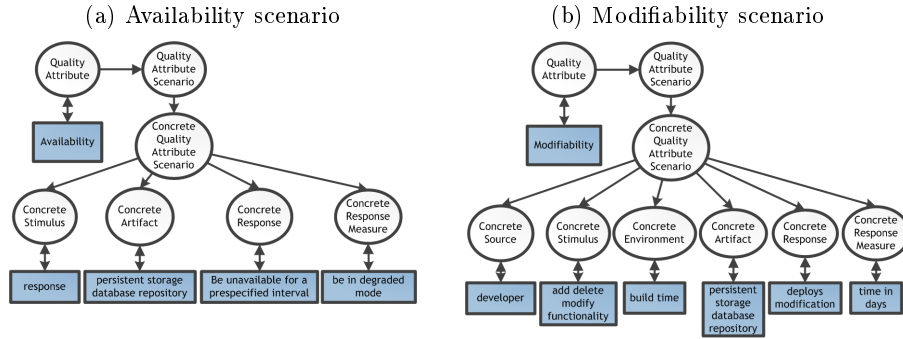 (a) Availability scenario
Quality
Attribute
Quality
Attribute
Scenario
Availability
Concrete
Quality
Attribute
Scenario
Concrete
Stimulus
Concrete
Artifact
Concrete
Response
Concrete
Response
Measure
response
persistent storage
database repository
Be unavailable for a
prespecified interval
be in degraded
mode
(b) Modifiability scenario
Quality
Attribute
Quality
Attribute
Scenario
Modifiability
Concrete
Quality
Attribute
Scenario
Concrete
Source
Concrete
Stimulus
Concrete
Environment
Concrete
Artifact
Concrete
Response
Concrete
Response
Measure
developer
add delete
modify
functionality
build time
persistent
storage
database
repository
deploys
modification
time in
days